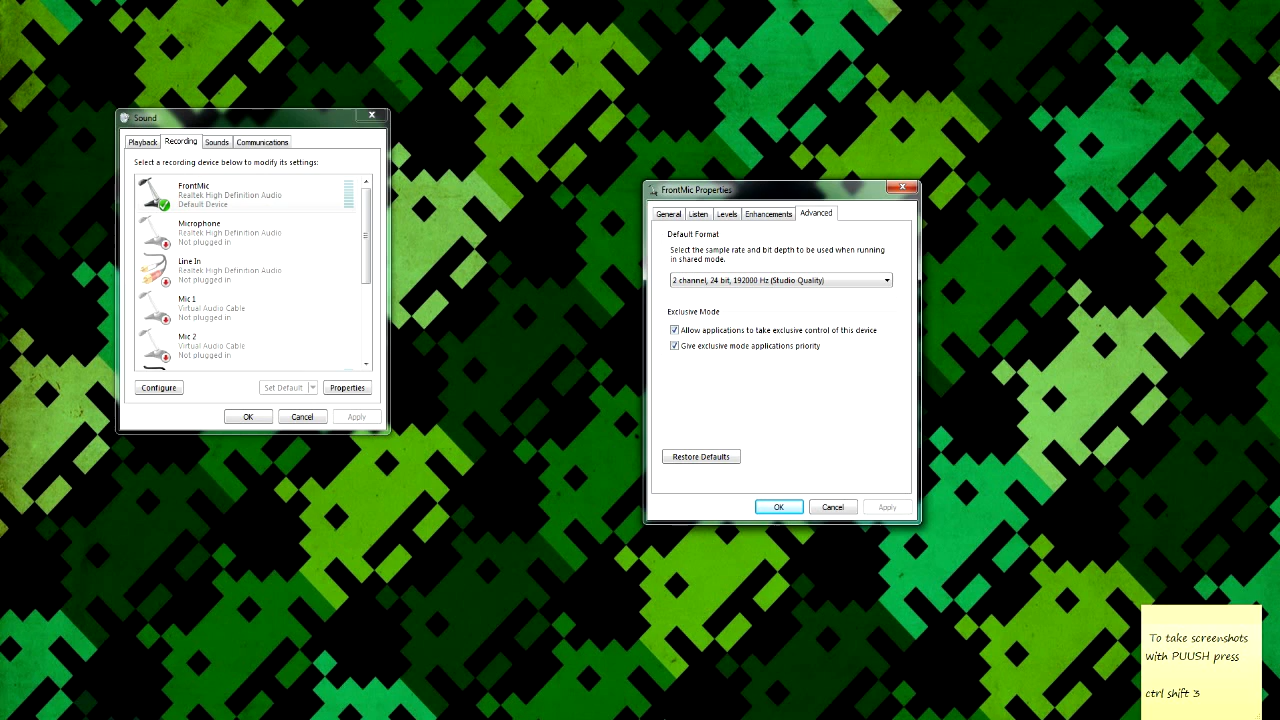 Sound
Playback Recording Sounds Communications
Select a recording device below to modify its settings:
FrontMic
Realtek High Definition Audio
Default Device
Microphone
Realtek High Definition Audio
Not plugged in
Line In
Realtek High Definition Audio
Not plugged in
Mic 1
Virtual Audio Cable
Not plugged in
Mic 2
Virtual Audio Cable
Not plugged in
Configure Set Default Properties
OK Cancel Apply
FrontMic Properties
General Listen Levels Enhancements Advanced
Default Format
Select the sample rate and bit depth to be used when running
in shared mode.
2 channel, 24 bit, 192000 Hz (Studio Quality)
Exclusive Mode
Allow applications to take exclusive control of this device
Give exclusive mode applications priority
Restore Defaults
OK Cancel Apply
To take screenshots
with PUUSH press
ctrl shift 3